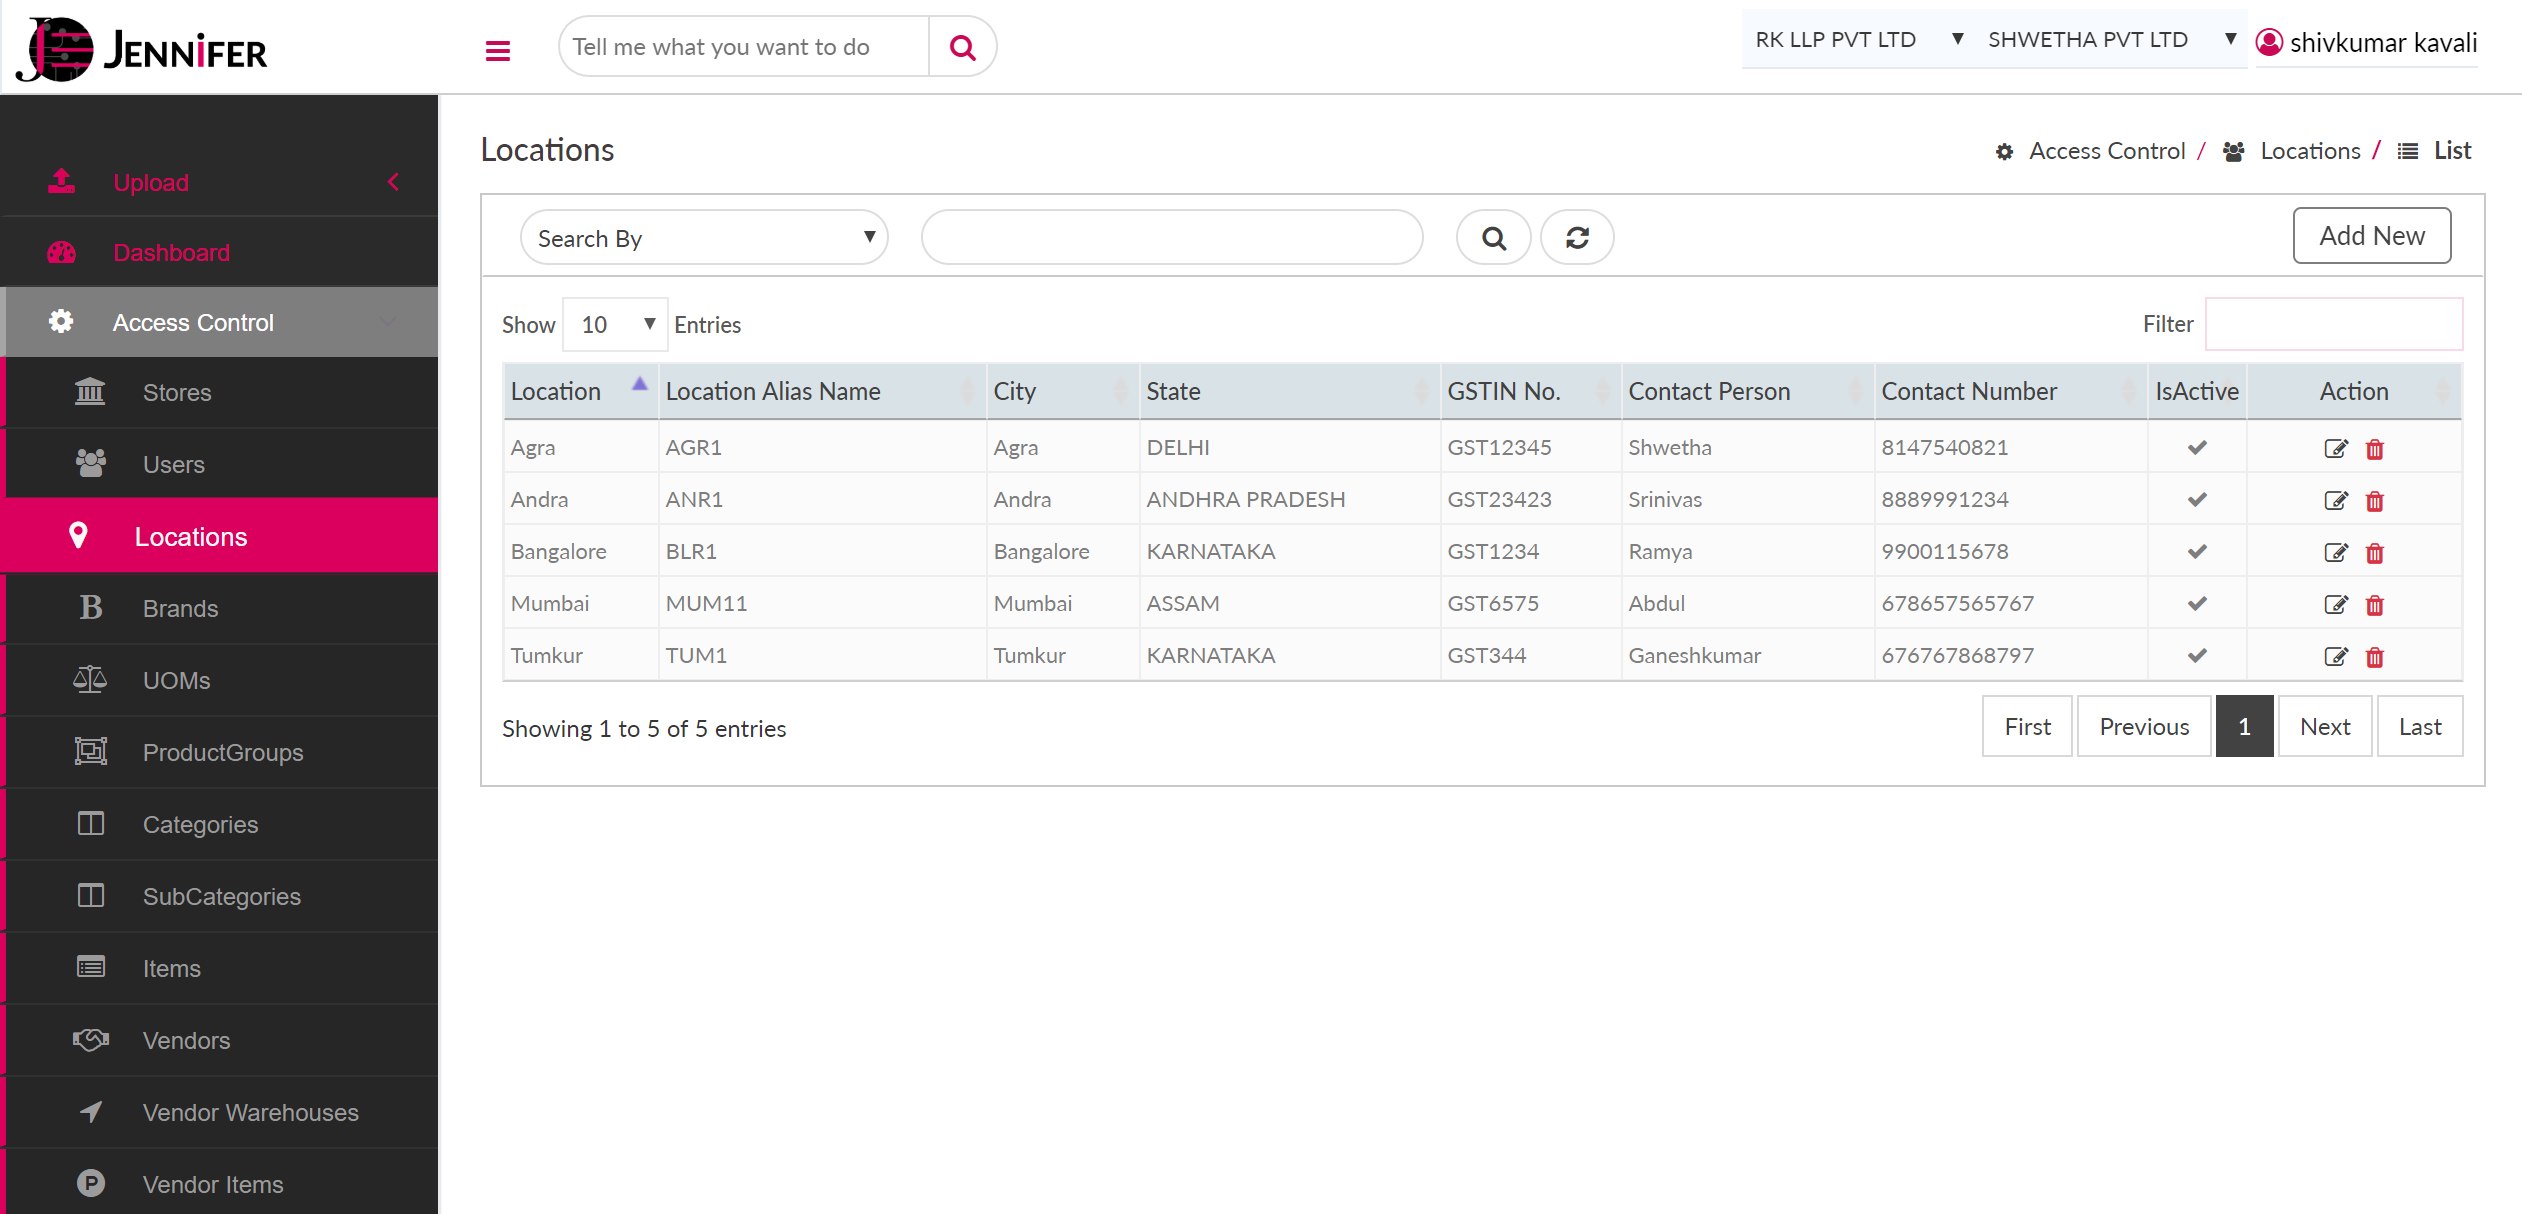 JENNiFER
Tell me what you want to do
RK LLP PVT LTD SHWETHA PVT LTD shivkumar kavali
Upload
Dashboard
Access Control
Stores
Users
Locations
Brands
UOMs
ProductGroups
Categories
SubCategories
Items
Vendors
Vendor Warehouses
Vendor Items
Locations
Access Control / Locations / List
Search By Add New
Show 10 Entries Filter
Location Location Alias Name City State GSTIN No. Contact Person Contact Number IsActive Action
Agra AGR1 Agra DELHI GST12345 Shwetha 8147540821
Andra ANR1 Andra ANDHRA PRADESH GST23423 Srinivas 8889991234
Bangalore BLR1 Bangalore KARNATAKA GST1234 Ramya 9900115678
Mumbai MUM11 Mumbai ASSAM GST6575 Abdul 678657565767
Tumkur TUM1 Tumkur KARNATAKA GST344 Ganeshkumar 676767868797
Showing 1 to 5 of 5 entries
First Previous 1 Next Last